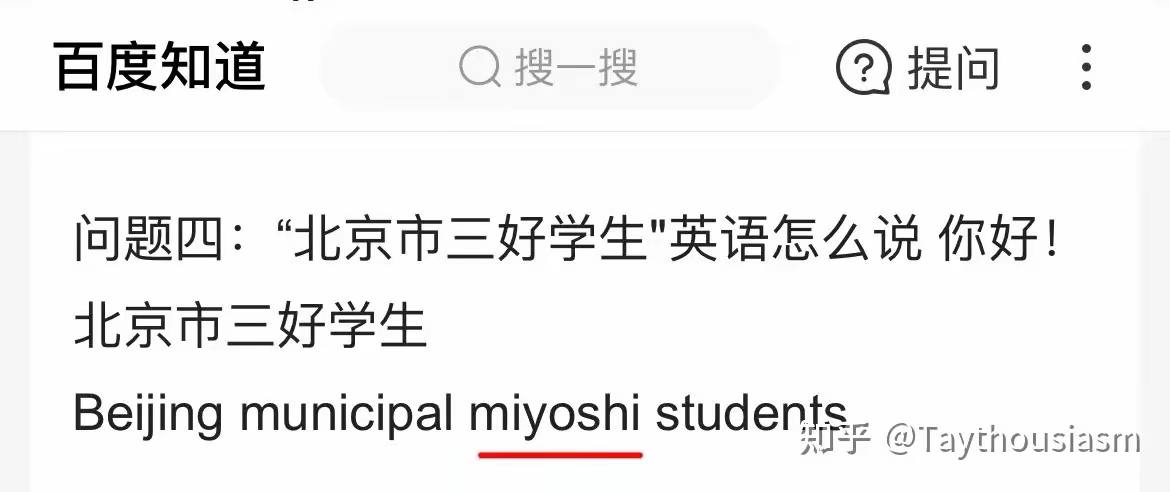 百度知道 搜一搜 提问
问题四：“北京市三好学生"英语怎么说 你好！
北京市三好学生
Beijing municipal miyoshi students
知乎 @Taythousiasm